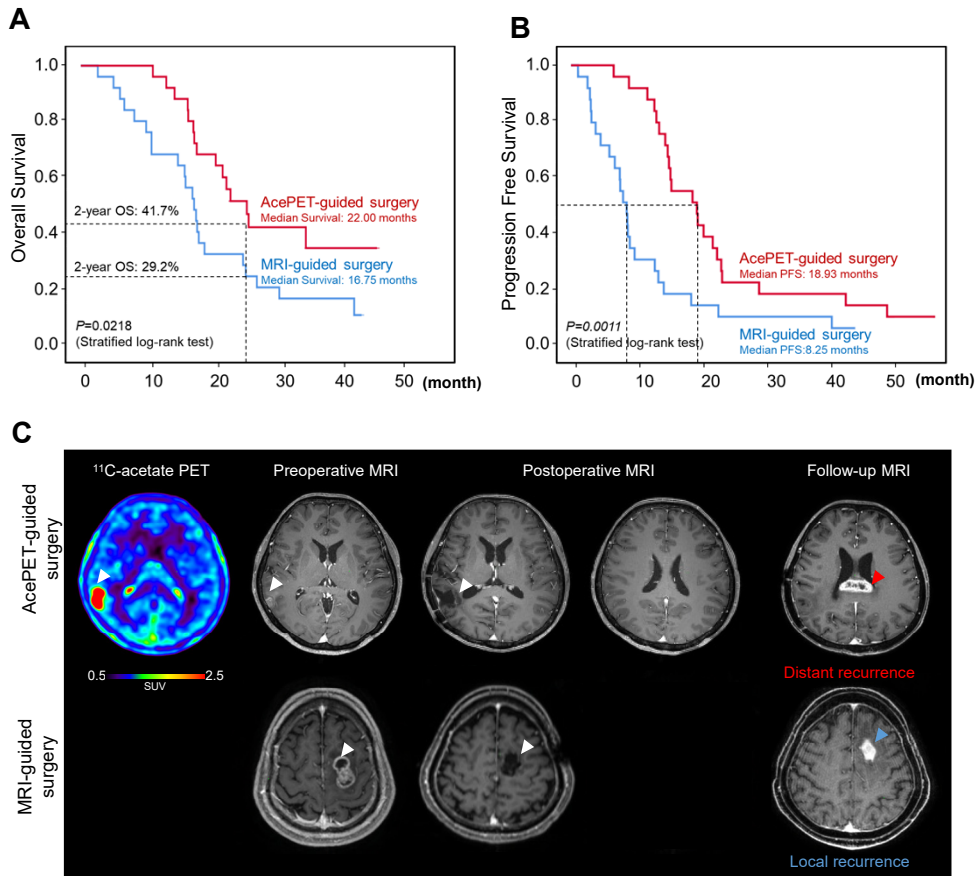 A
Overall Survival
1.0
0.8
0.6
0.4
0.2
0.0
2-year OS: 41.7%
2-year OS: 29.2%
AcePET-guided surgery
Median Survival: 22.00 months
MRI-guided surgery
Median Survival: 16.75 months
P=0.0218
(Stratified log-rank test)
0 10 20 30 40 50 (month)
B
Progression Free Survival
1.0
0.8
0.6
0.4
0.2
0.0
AcePET-guided surgery
Median PFS: 18.93 months
MRI-guided surgery
Median PFS:8.25 months
P=0.0011
(Stratified log-rank test)
0 10 20 30 40 50 (month)
C
AcePET-guided
surgery
11C-acetate PET
Preoperative MRI
Postoperative MRI
Follow-up MRI
0.5 2.5
SUV
Distant recurrence
MRI-guided
surgery
Local recurrence